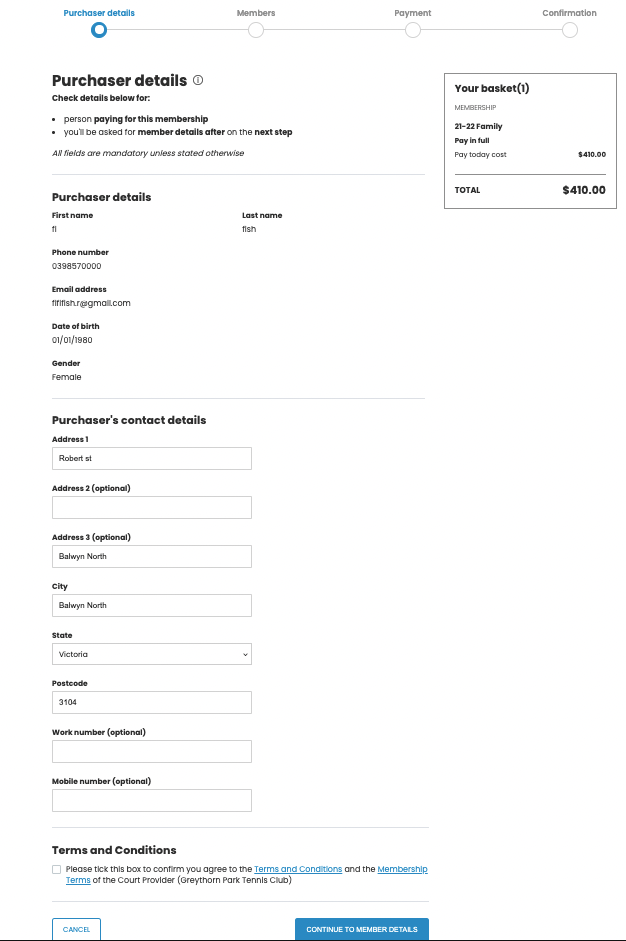 Purchaser details
Members
Payment
Confirmation
Purchaser details
Check details below for:
person paying for this membership
you'll be asked for member details after on the next step
All fields are mandatory unless stated otherwise
Your basket(1)
MEMBERSHIP
21-22 Family
Pay in full
Pay today cost $410.00
TOTAL $410.00
Purchaser details
First name Last name
fi fish
Phone number
0398570000
Email address
fififish.r@gmail.com
Date of birth
01/01/1980
Gender
Female
Purchaser's contact details
Address 1
Robert st
Address 2 (optional)
Address 3 (optional)
Balwyn North
City
Balwyn North
State
Victoria
Postcode
3104
Work number (optional)
Mobile number (optional)
Terms and Conditions
Please tick this box to confirm you agree to the Terms and Conditions and the Membership
Terms of the Court Provider (Greythorn Park Tennis Club)
CANCEL
CONTINUE TO MEMBER DETAILS